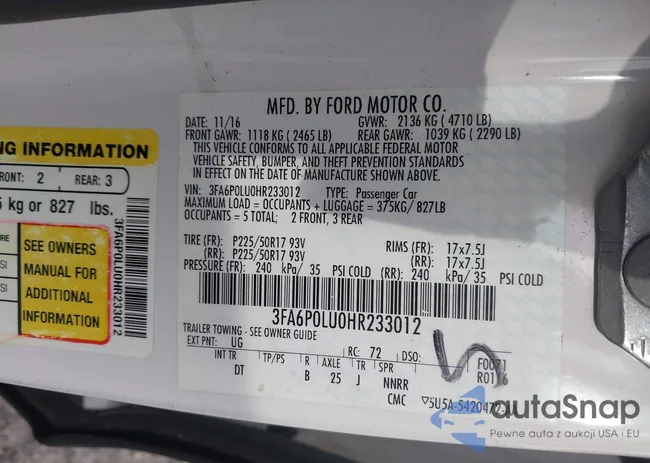 NG INFORMATION
FRONT: 2 REAR: 3
kg or 827 lbs.
SEE OWNERS
MANUAL FOR
ADDITIONAL
INFORMATION
3FA6P0LU0HR233012
MFD. BY FORD MOTOR CO.
DATE: 11/16 GVWR: 2136 KG ( 4710 LB)
FRONT GAWR: 1118 KG ( 2465 LB) REAR GAWR: 1039 KG ( 2290 LB)
THIS VEHICLE CONFORMS TO ALL APPLICABLE FEDERAL MOTOR
VEHICLE SAFETY, BUMPER, AND THEFT PREVENTION STANDARDS
IN EFFECT ON THE DATE OF MANUFACTURE SHOWN ABOVE.
VIN: 3FA6P0LU0HR233012 TYPE: Passenger Car
MAXIMUM LOAD = OCCUPANTS + LUGGAGE = 375KG/ 827LB
OCCUPANTS = 5 TOTAL; 2 FRONT, 3 REAR
TIRE: (FR) P225/50R17 93V RIMS (FR): 17x7.5J
(RR): P225/50R17 93V (RR): 17x7.5J
PRESSURE (FR): 240 kPa/ 35 PSI COLD (RR): 240 kPa/ 35 PSI COLD
3FA6P0LU0HR233012
TRAILER TOWING - SEE OWNER GUIDE
EXT PNT: UG RC: 72 DSO: F0071
INT TR TP/PS R AXLE TR SPR
DT B 25 J NNRR
CMC
autoSnap
Pewne auta z aukcji USA i EU